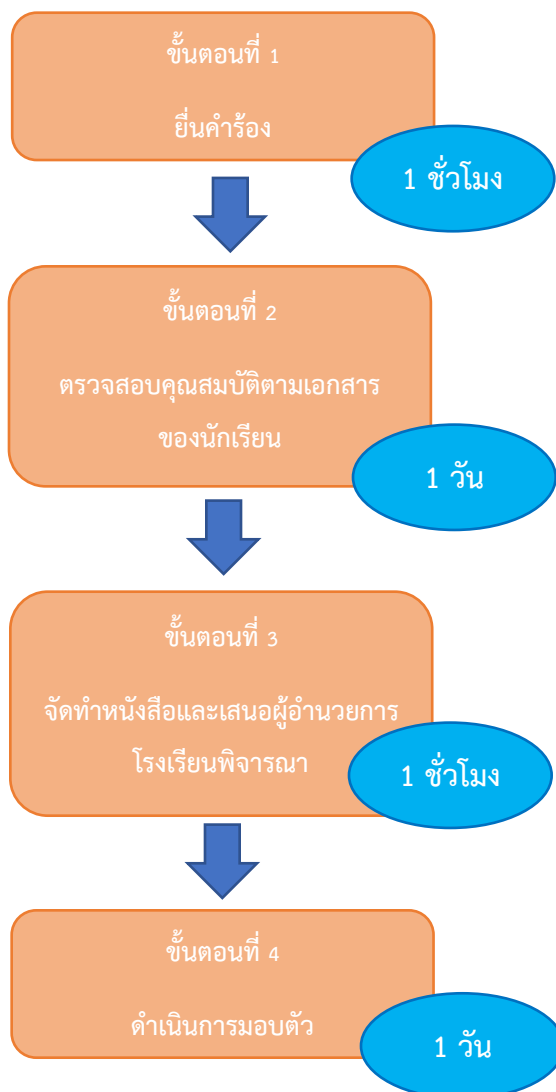 ขั้นตอนที่ 1
ยื่นคำร้อง
1 ชั่วโมง
ขั้นตอนที่ 2
ตรวจสอบคุณสมบัติตามเอกสาร
ของนักเรียน
1 วัน
ขั้นตอนที่ 3
จัดทำหนังสือและเสนอผู้อำนวยการ
โรงเรียนพิจารณา
1 ชั่วโมง
ขั้นตอนที่ 4
ดำเนินการมอบตัว
1 วัน